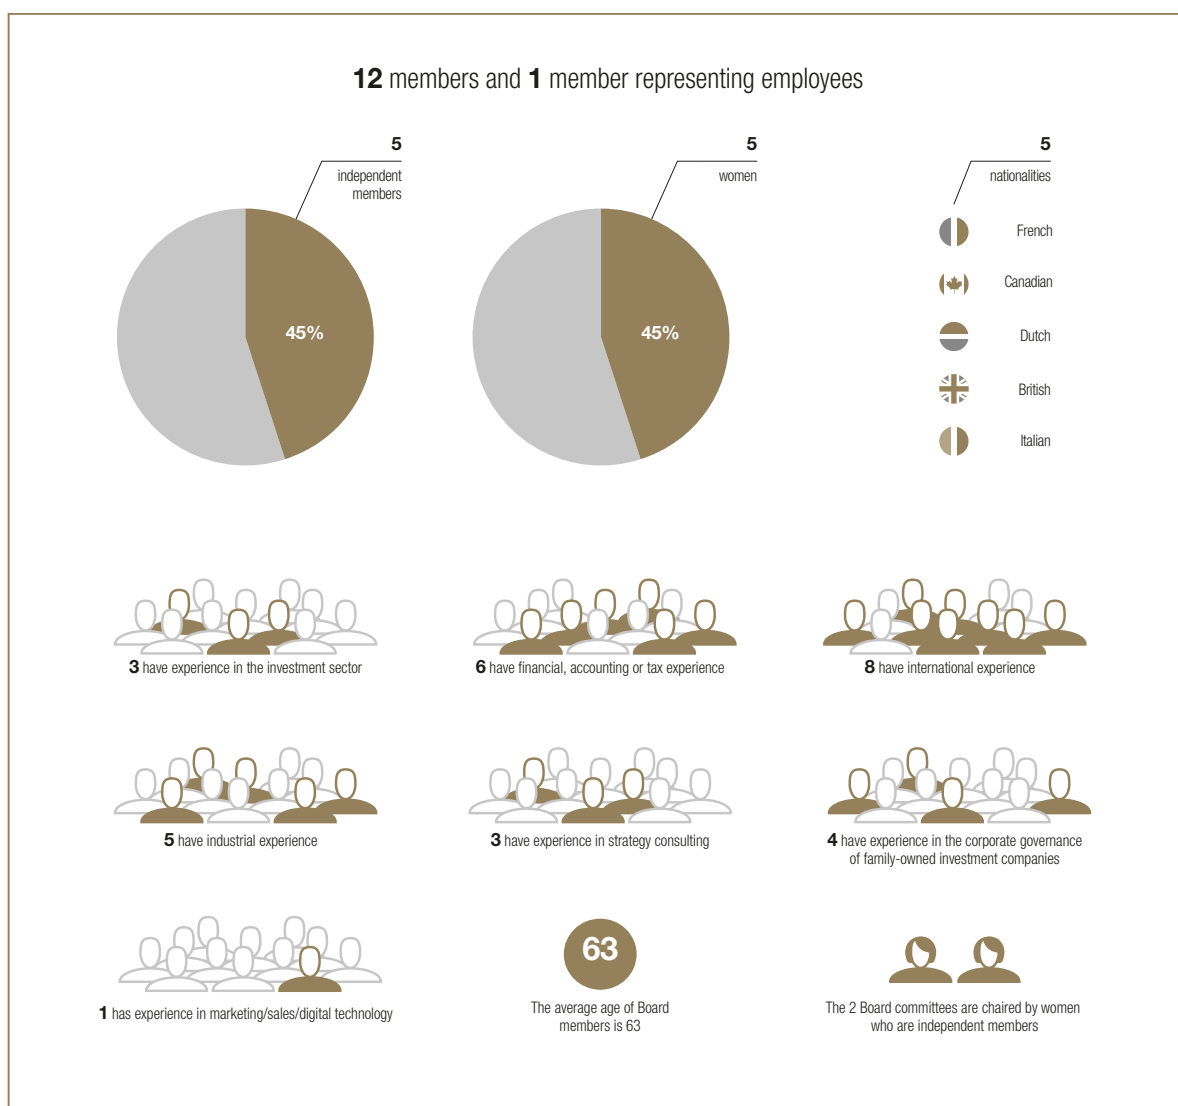 12 members and 1 member representing employees
5
independent
members
45%
5
women
45%
5
nationalities
French
Canadian
Dutch
British
Italian
3 have experience in the investment sector
6 have financial, accounting or tax experience
8 have international experience
5 have industrial experience
3 have experience in strategy consulting
4 have experience in the corporate governance
of family-owned investment companies
1 has experience in marketing/sales/digital technology
63
The average age of Board
members is 63
The 2 Board committees are chaired by women
who are independent members